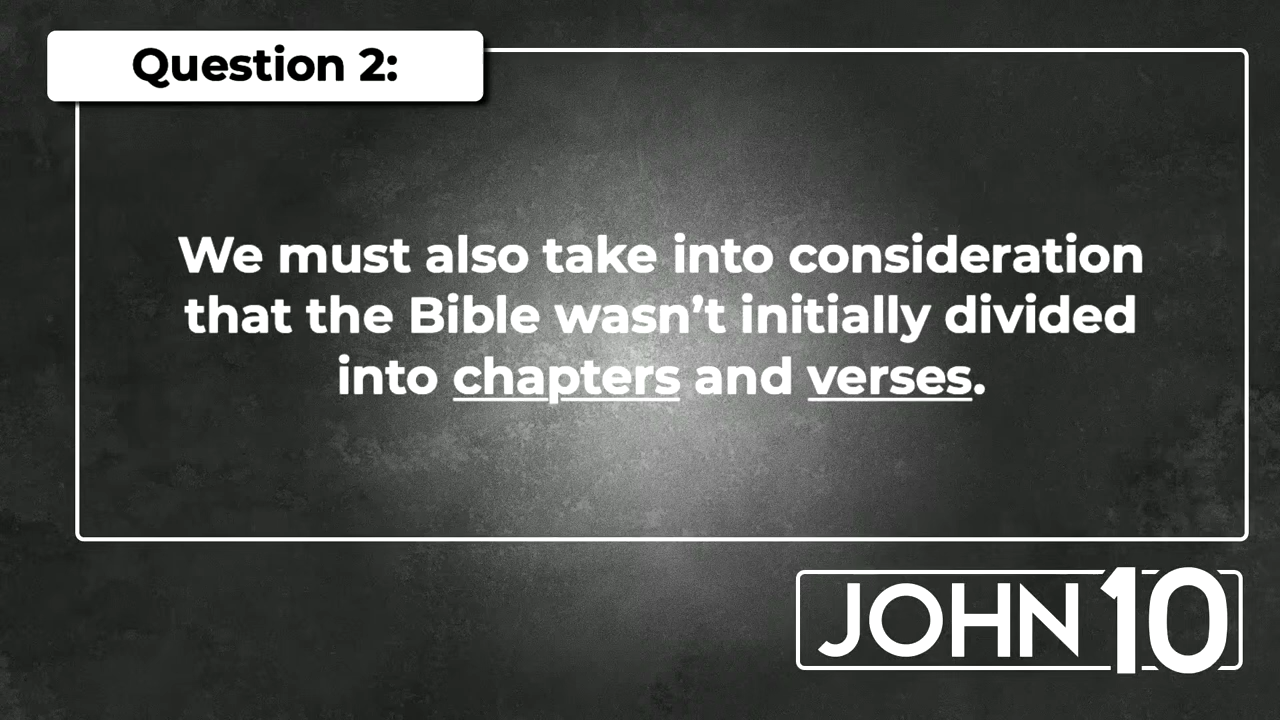 Question 2:
We must also take into consideration
that the Bible wasn’t initially divided
into chapters and verses.
JOHN 10